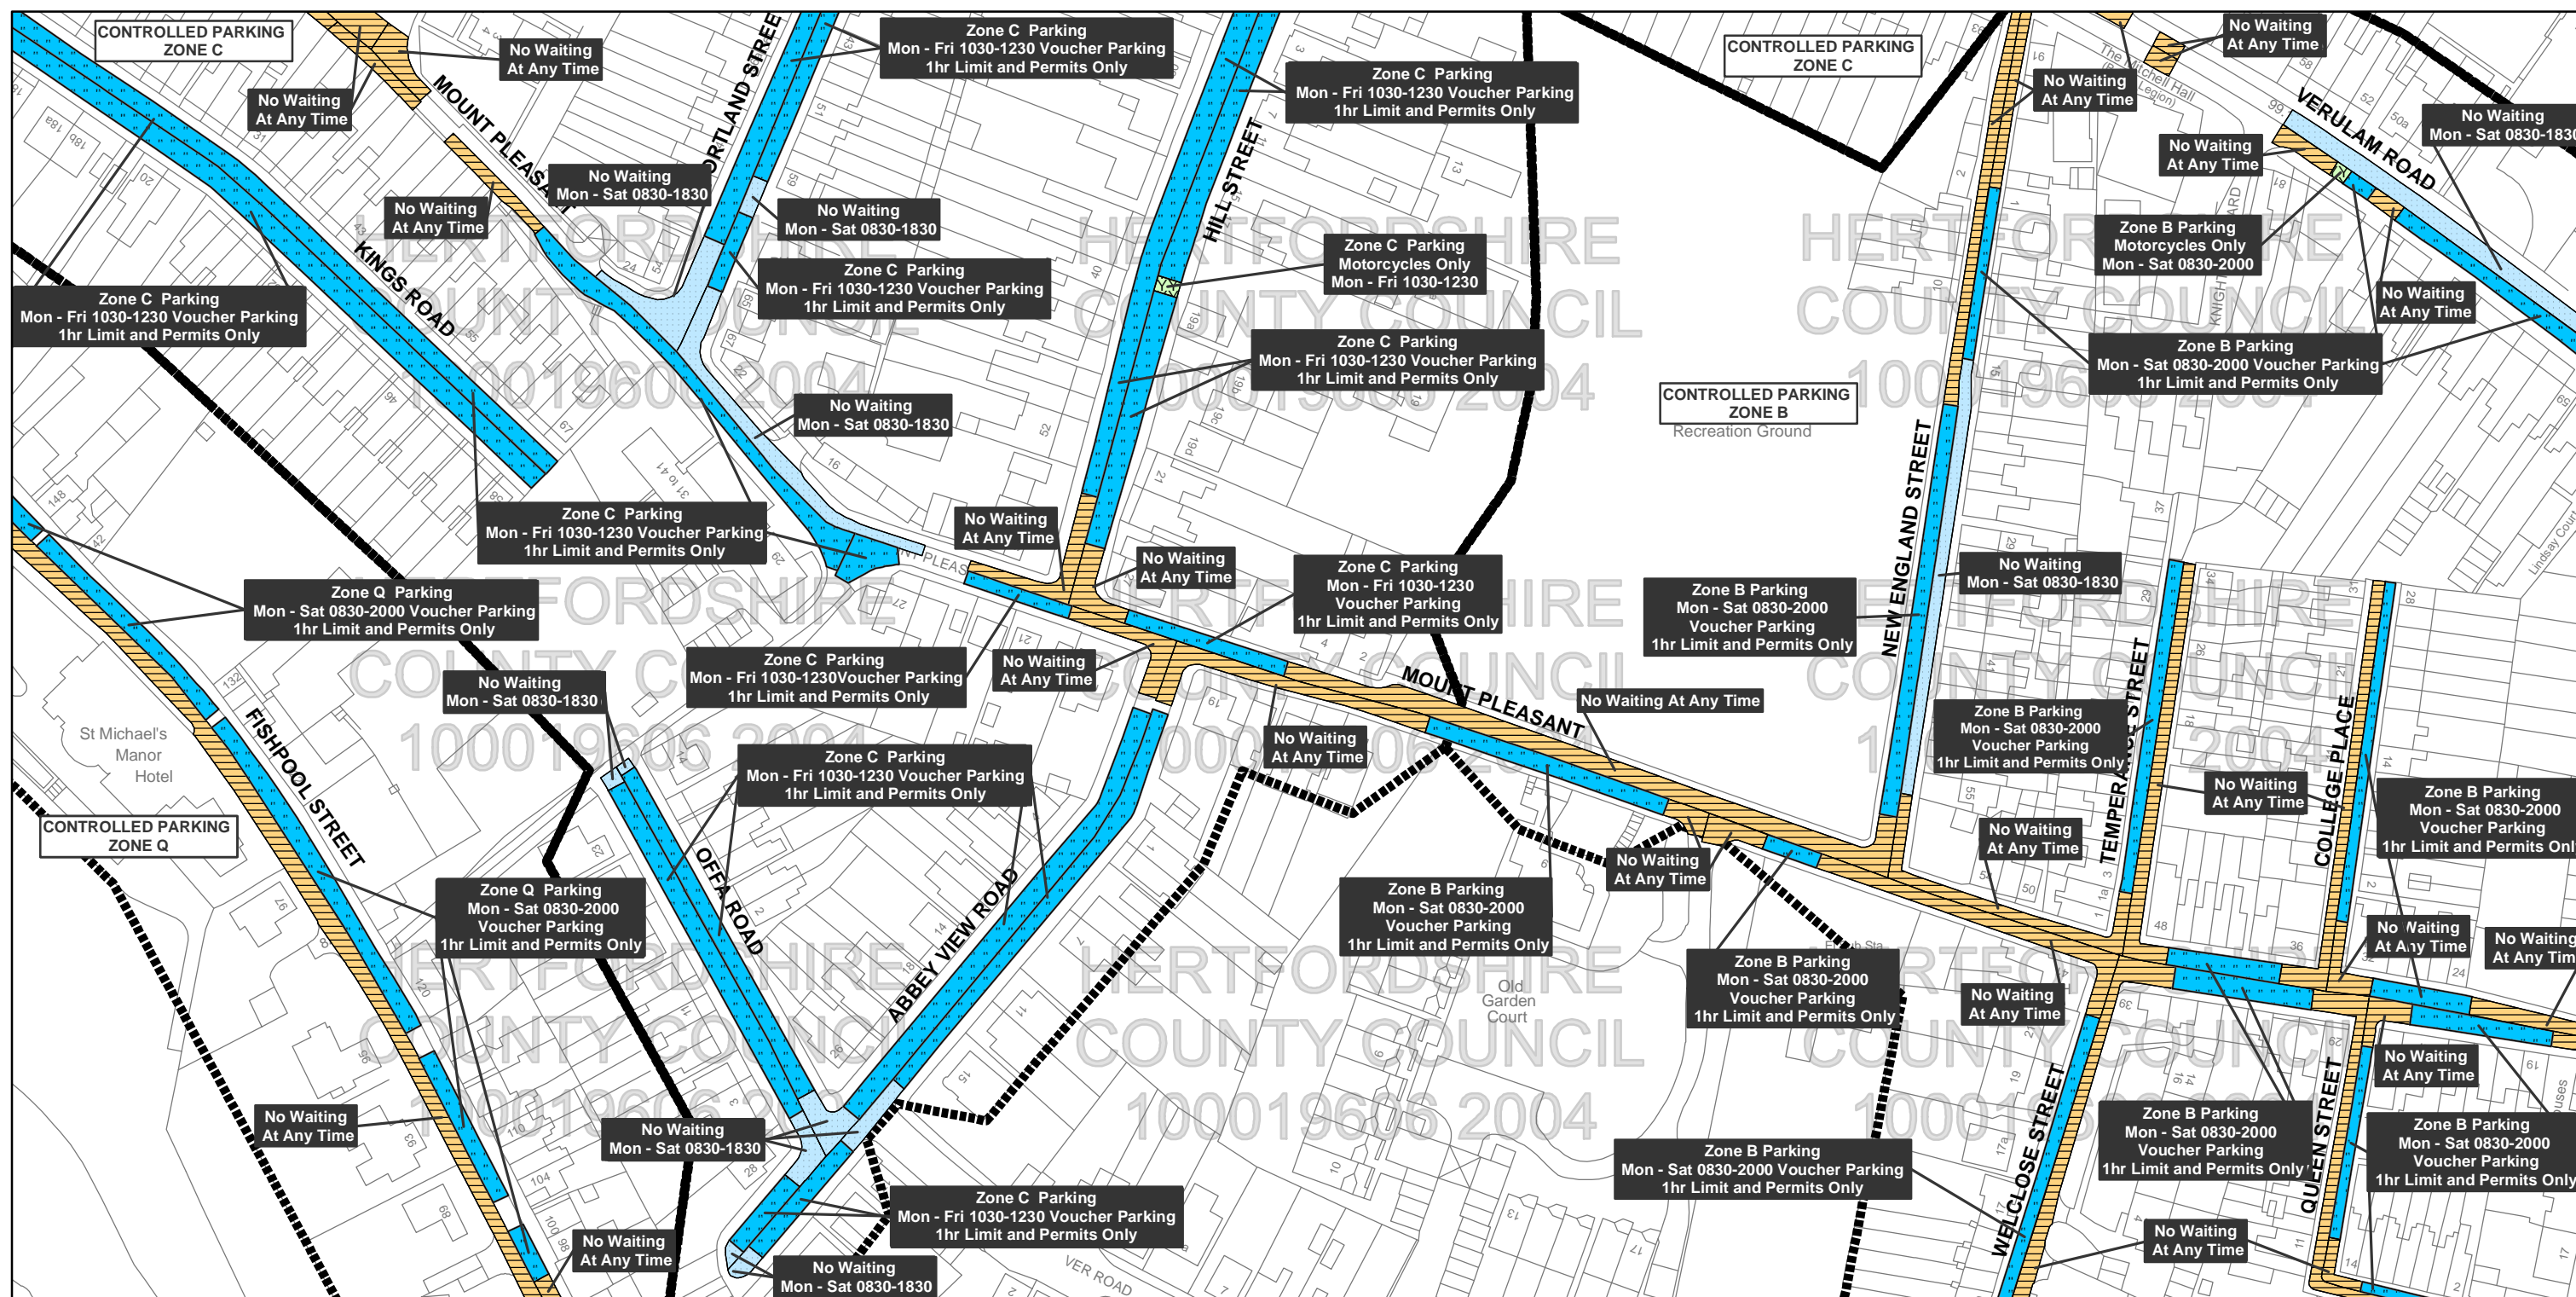 CONTROLLED PARKING
ZONE C
No Waiting
At Any Time
No Waiting
At Any Time
MOUNT PLEASANT
No Waiting
At Any Time
No Waiting
Mon - Sat 0830-1830
Zone C Parking
Mon - Fri 1030-1230 Voucher Parking
1hr Limit and Permits Only
No Waiting
Mon - Sat 0830-1830
Zone C Parking
Mon - Fri 1030-1230 Voucher Parking
1hr Limit and Permits Only
HILL STREET
Zone C Parking
Mon - Fri 1030-1230 Voucher Parking
1hr Limit and Permits Only
Zone C Parking
Motorcycles Only
Mon - Fri 1030-1230
Zone C Parking
Mon - Fri 1030-1230 Voucher Parking
1hr Limit and Permits Only
CONTROLLED PARKING
ZONE C
No Waiting
At Any Time
The Mitchell Hall
Legion)
No Waiting
At Any Time
VERULAM ROAD
No Waiting
Mon - Sat 0830-1830
No Waiting
At Any Time
Zone B Parking
Motorcycles Only
Mon - Sat 0830-2000
No Waiting
At Any Time
Zone B Parking
Mon - Sat 0830-2000 Voucher Parking
1hr Limit and Permits Only
KINGS ROAD
Zone C Parking
Mon - Fri 1030-1230 Voucher Parking
1hr Limit and Permits Only
No Waiting
Mon - Sat 0830-1830
CONTROLLED PARKING
ZONE B
Recreation Ground
NEW ENGLAND STREET
Zone C Parking
Mon - Fri 1030-1230 Voucher Parking
1hr Limit and Permits Only
No Waiting
At Any Time
No Waiting
At Any Time
Zone C Parking
Mon - Fri 1030-1230
Voucher Parking
1hr Limit and Permits Only
Zone B Parking
Mon - Sat 0830-2000
Voucher Parking
1hr Limit and Permits Only
No Waiting
Mon - Sat 0830-1830
Lindsay Court
Zone Q Parking
Mon - Sat 0830-2000 Voucher Parking
1hr Limit and Permits Only
No Waiting
Mon - Sat 0830-1830
Zone C Parking
Mon - Fri 1030-1230Voucher Parking
1hr Limit and Permits Only
No Waiting
At Any Time
MOUNT PLEASANT
No Waiting At Any Time
No Waiting
At Any Time
Zone B Parking
Mon - Sat 0830-2000
Voucher Parking
1hr Limit and Permits Only
TEMPERANCE STREET
No Waiting
At Any Time
COLLEGE PLACE
Zone B Parking
Mon - Sat 0830-2000
Voucher Parking
1hr Limit and Permits Onl
St Michael's
Manor
Hotel
FISHPOOL STREET
CONTROLLED PARKING
ZONE Q
Zone C Parking
Mon - Fri 1030-1230 Voucher Parking
1hr Limit and Permits Only
OFFA ROAD
ABBEY VIEW ROAD
Zone Q Parking
Mon - Sat 0830-2000
Voucher Parking
1hr Limit and Permits Only
Zone B Parking
Mon - Sat 0830-2000
Voucher Parking
1hr Limit and Permits Only
No Waiting
At Any Time
No Waiting
At Any Time
No Waiting
At Any Time
No Waiting
At Any Tim
Zone B Parking
Mon - Sat 0830-2000
Voucher Parking
1hr Limit and Permits Only
No Waiting
At Any Time
Old
Garden
Court
No Waiting
At Any Time
No Waiting
At Any Time
No Waiting
Mon - Sat 0830-1830
Zone C Parking
Mon - Fri 1030-1230 Voucher Parking
1hr Limit and Permits Only
No Waiting
At Any Time
No Waiting
Mon - Sat 0830-1830
VER ROAD
Zone B Parking
Mon - Sat 0830-2000 Voucher Parking
1hr Limit and Permits Only
WELCLOSE STREET
Zone B Parking
Mon - Sat 0830-2000
Voucher Parking
1hr Limit and Permits Only
QUEEN STREET
Zone B Parking
Mon - Sat 0830-2000
Voucher Parking
1hr Limit and Permits Only
No Waiting
At Any Time
HERTFORDSHIRE
COUNTY COUNCIL
100019606 2004